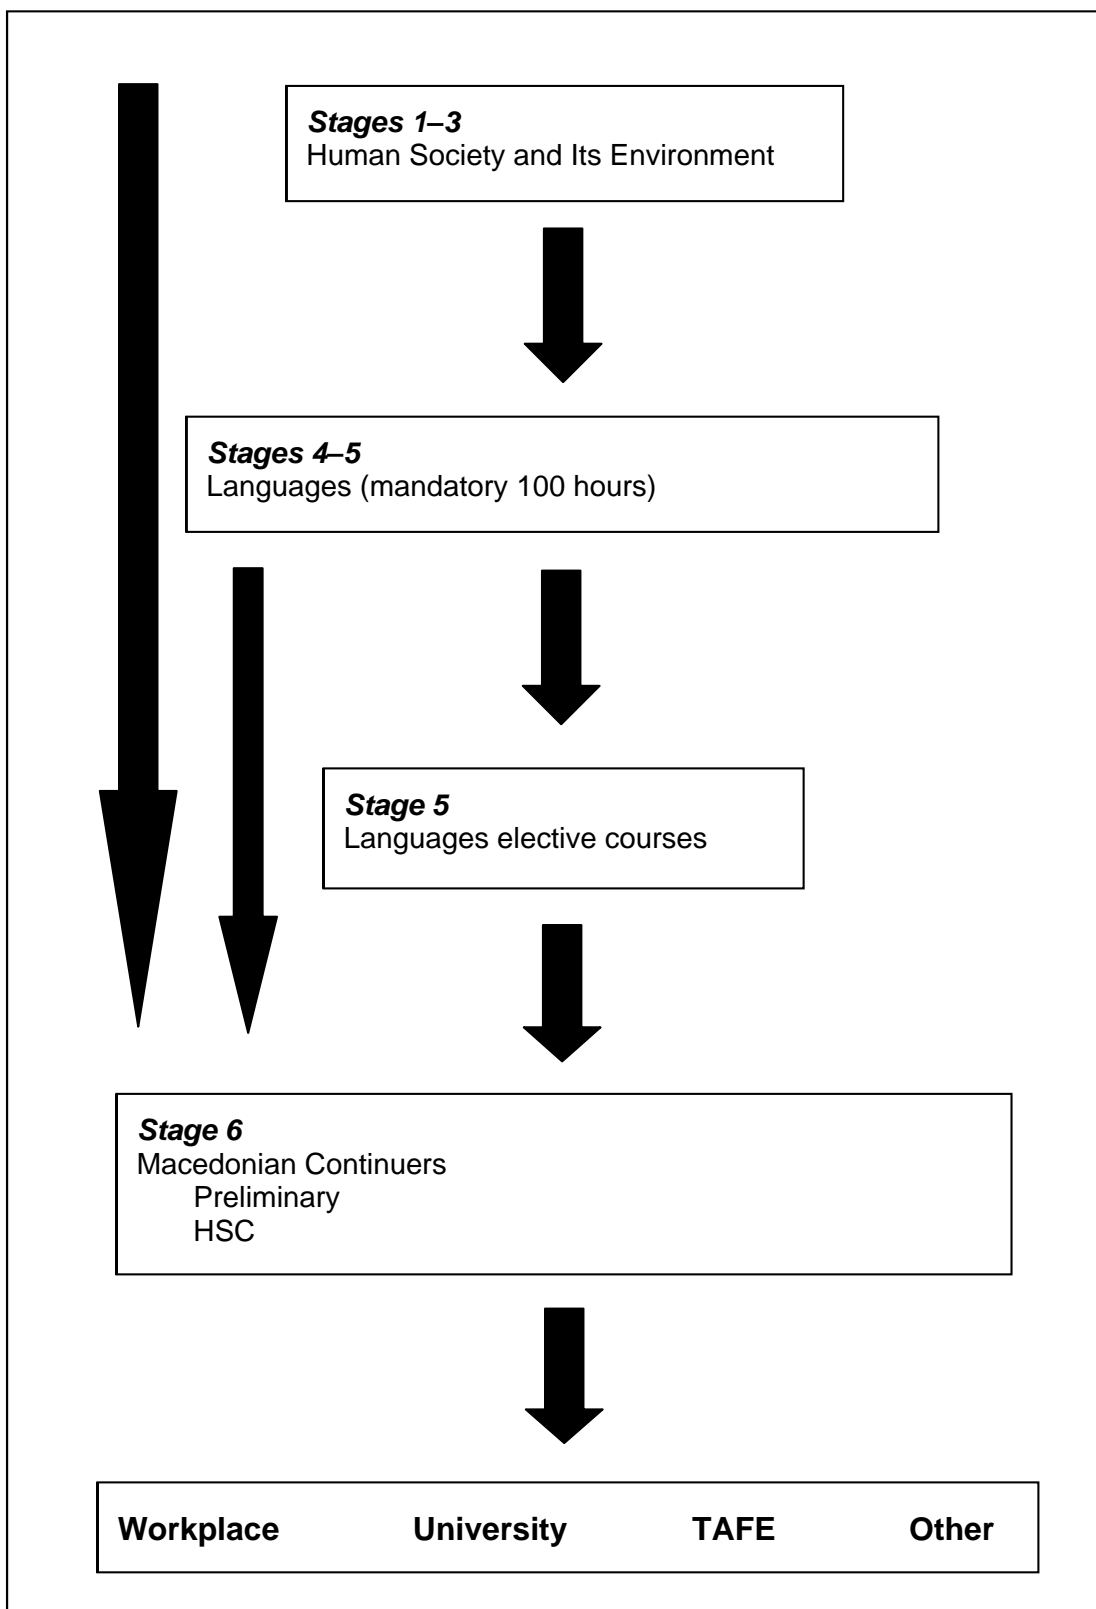 Stages 1–3
Human Society and Its Environment
Stages 4–5
Languages (mandatory 100 hours)
Stage 5
Languages elective courses
Stage 6
Macedonian Continuers
Preliminary
HSC
Workplace University TAFE Other